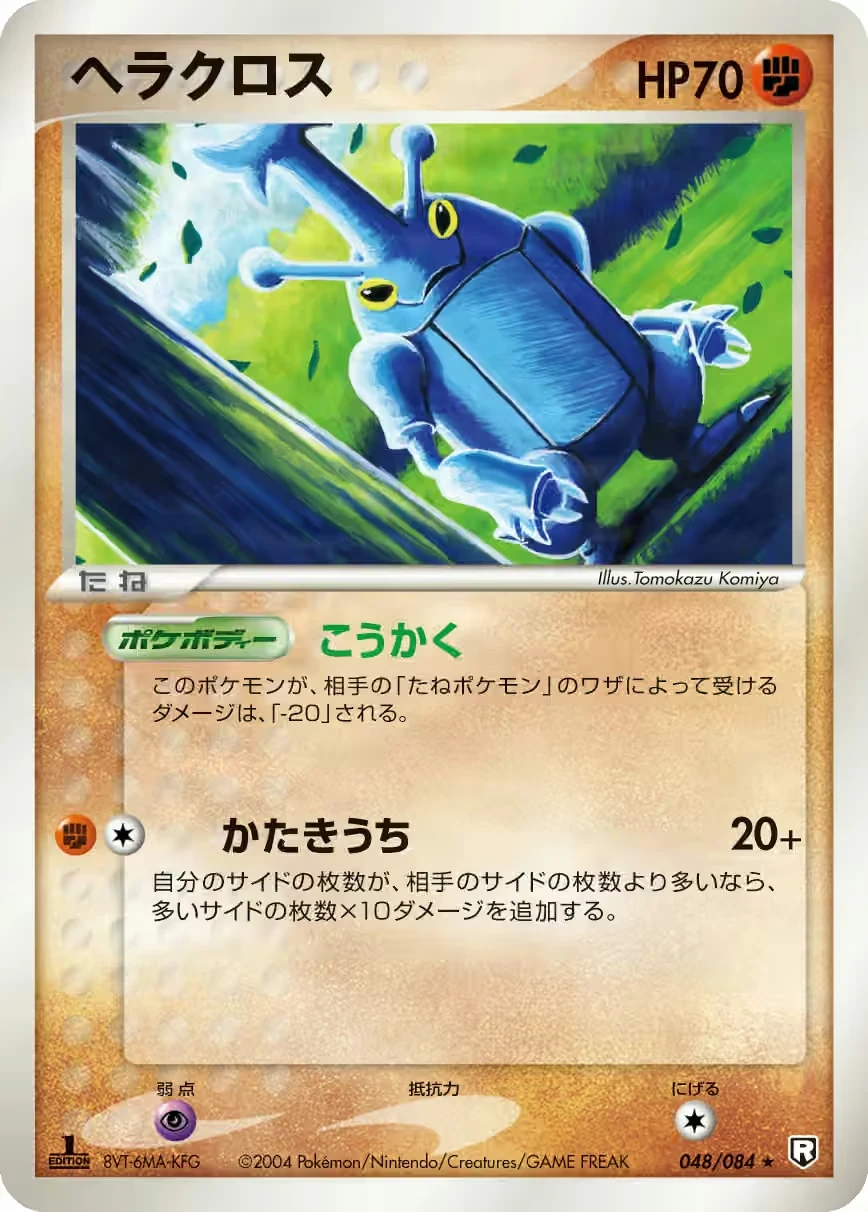 ヘラクロス HP70
たね Illus.Tomokazu Komiya
ポケボディー こうかく
このポケモンが、相手の「たねポケモン」のワザによって受ける
ダメージは、「-20」される。
かたきうち 20+
自分のサイドの枚数が、相手のサイドの枚数より多いなら、
多いサイドの枚数×10ダメージを追加する。
弱点 抵抗力 にげる
1 EDITION 8VT-6MA-KFG ©2004 Pokémon/Nintendo/Creatures/GAME FREAK 048/084 ★ R